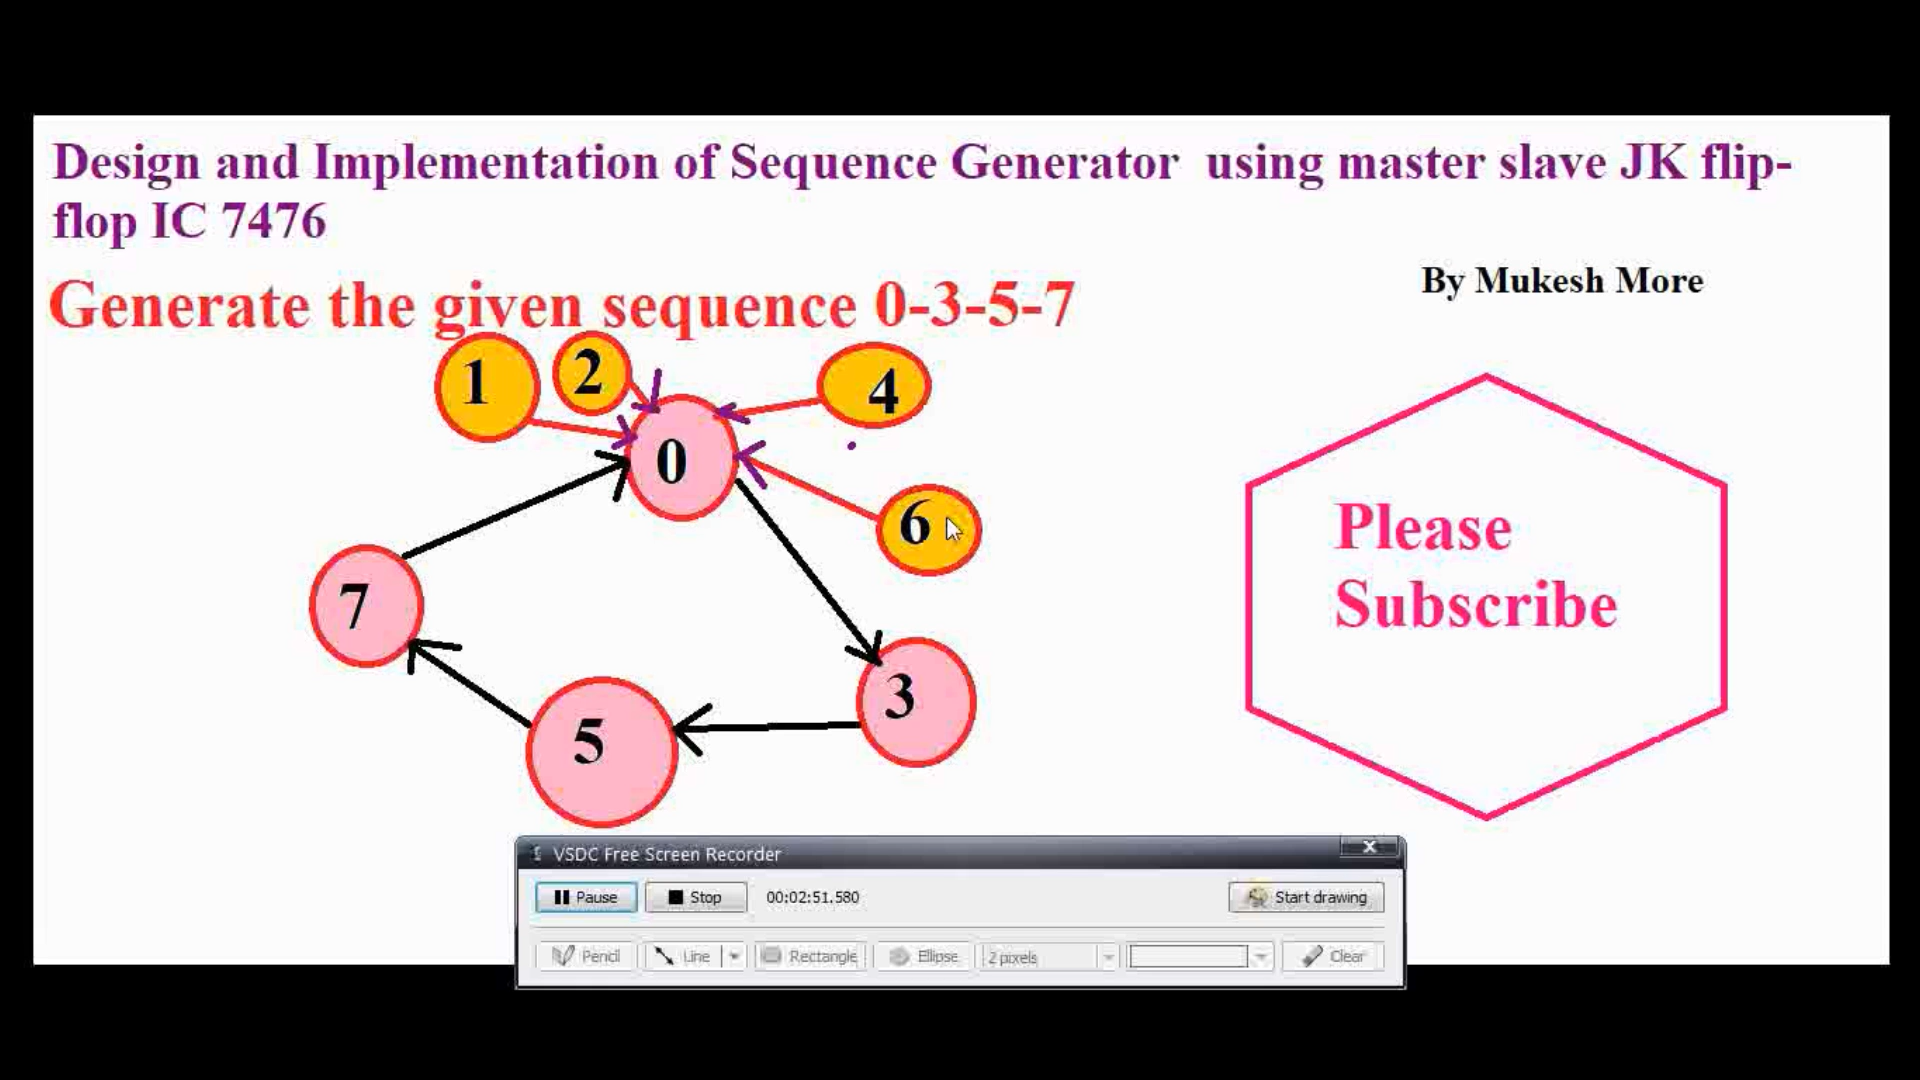 Design and Implementation of Sequence Generator using master slave JK flip-
flop IC 7476
By Mukesh More
Generate the given sequence 0-3-5-7
1
2
4
0
6
7
3
5
Please
Subscribe
VSDC Free Screen Recorder
Pause
Stop
00:02:51.580
Start drawing
Pencil
Line
Rectangle
Ellipse
2 pixels
Clear